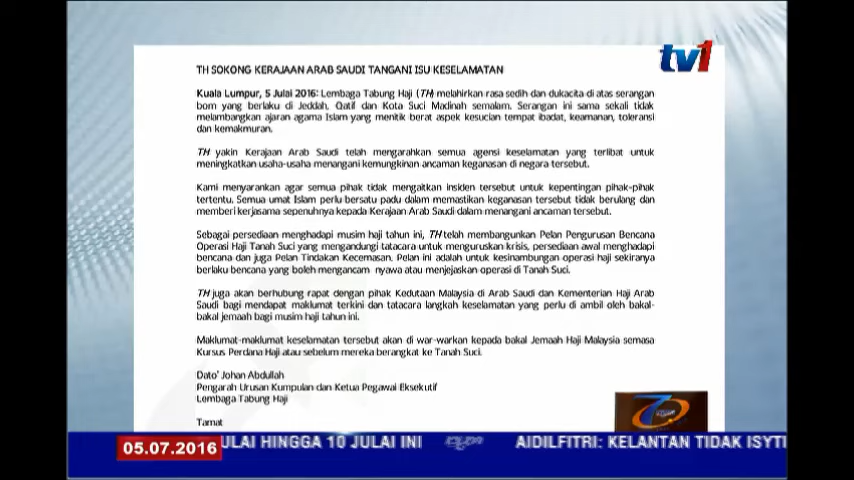 tv1
TH SOKONG KERAJAAN ARAB SAUDI TANGANI ISU KESELAMATAN
Kuala Lumpur, 5 Julai 2016: Lembaga Tabung Haji (TH) melahirkan rasa sedih dan dukacita di atas serangan
bom yang berlaku di Jeddah, Qatif dan Kota Suci Madinah semalam. Serangan ini sama sekali tidak
melambangkan ajaran agama Islam yang menitik berat aspek kesucian tempat ibadat, keamanan, toleransi
dan kemakmuran.
TH yakin Kerajaan Arab Saudi telah mengarahkan semua agensi keselamatan yang terlibat untuk
meningkatkan usaha-usaha menangani kemungkinan ancaman keganasan di negara tersebut.
Kami menyarankan agar semua pihak tidak mengaitkan insiden tersebut untuk kepentingan pihak-pihak
tertentu. Semua umat Islam perlu bersatu padu dalam memastikan keganasan tersebut tidak berulang dan
memberi kerjasama sepenuhnya kepada Kerajaan Arab Saudi dalam menangani ancaman tersebut.
Sebagai persediaan menghadapi musim haji tahun ini, TH telah membangunkan Pelan Pengurusan Bencana
Operasi Haji Tanah Suci yang mengandungi tatacara untuk menguruskan krisis, persediaan awal menghadapi
bencana dan juga Pelan Tindakan Kecemasan. Pelan ini adalah untuk kesinambungan operasi haji sekiranya
berlaku bencana yang boleh mengancam nyawa atau menjejaskan operasi di Tanah Suci.
TH juga akan berhubung rapat dengan pihak Kedutaan Malaysia di Arab Saudi dan Kementerian Haji Arab
Saudi bagi mendapat maklumat terkini dan tatacara langkah keselamatan yang perlu di ambil oleh bakal-
bakal jemaah bagi musim haji tahun ini.
Maklumat-maklumat keselamatan tersebut akan di war-warkan kepada bakal Jemaah Haji Malaysia semasa
Kursus Perdana Haji atau sebelum mereka berangkat ke Tanah Suci.
Dato' Johan Abdullah
Pengarah Urusan Kumpulan dan Ketua Pegawai Eksekutif
Lembaga Tabung Haji
Tamat
05.07.2016 ULAI HINGGA 10 JULAI INI AIDILFITRI: KELANTAN TIDAK ISYTI